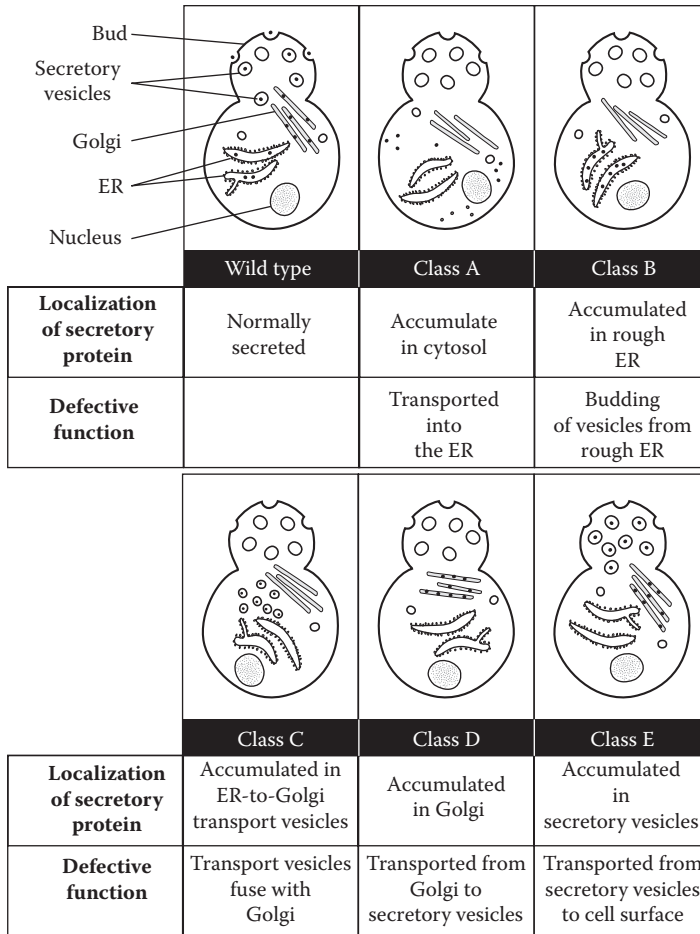 Bud
Secretory
vesicles
Golgi
ER
Nucleus
Wild type
Class A
Class B
Localization
of secretory
protein
Normally
secreted
Accumulate
in cytosol
Accumulated
in rough
ER
Defective
function
Transported
into
the ER
Budding
of vesicles from
rough ER
Class C
Class D
Class E
Localization
of secretory
protein
Accumulated in
ER-to-Golgi
transport vesicles
Accumulated
in Golgi
Accumulated
in
secretory vesicles
Defective
function
Transport vesicles
fuse with
Golgi
Transported from
Golgi to
secretory vesicles
Transported from
secretory vesicles
to cell surface